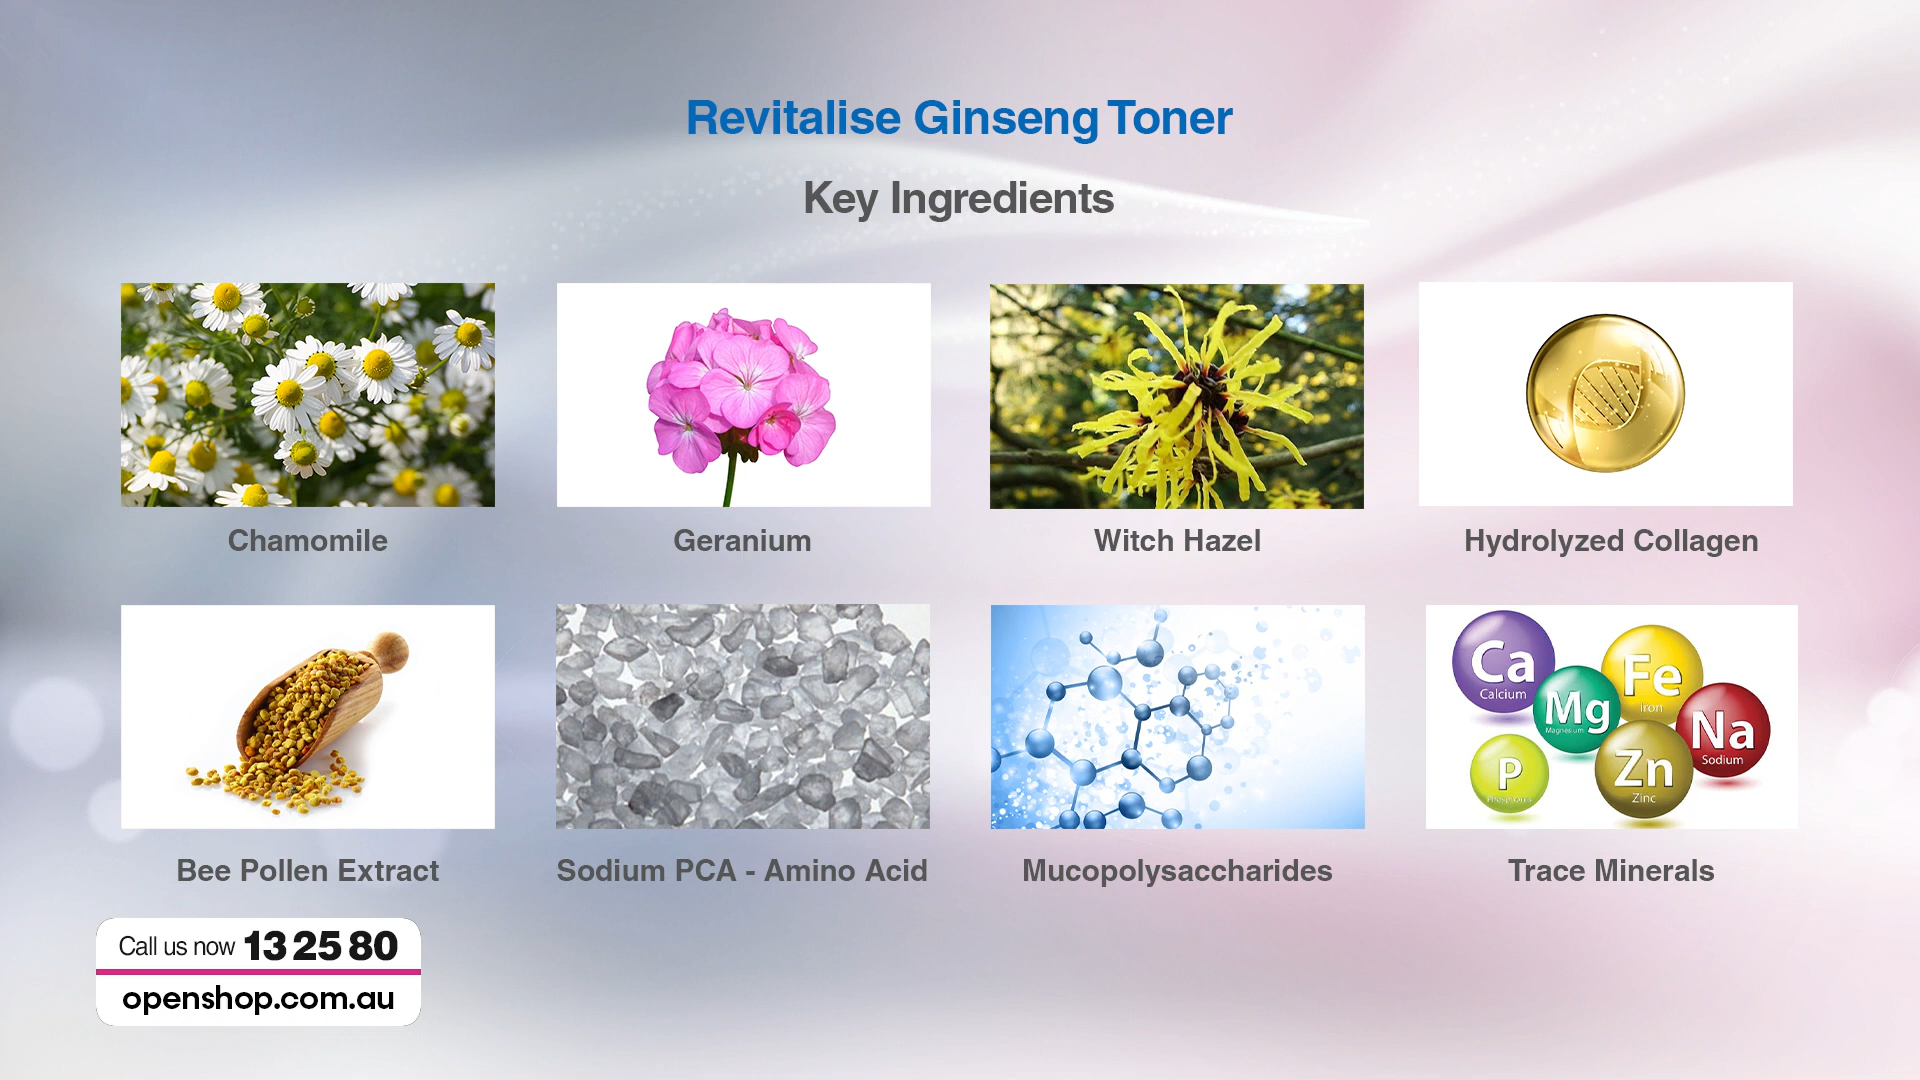 Revitalise Ginseng Toner
Key Ingredients
Chamomile
Geranium
Witch Hazel
Hydrolyzed Collagen
Ca
Calcium
Fe
Iron
Mg
Magnesium
Na
Sodium
P
Zn
Zinc
Bee Pollen Extract
Sodium PCA - Amino Acid
Mucopolysaccharides
Trace Minerals
Call us now 13 25 80
openshop.com.au